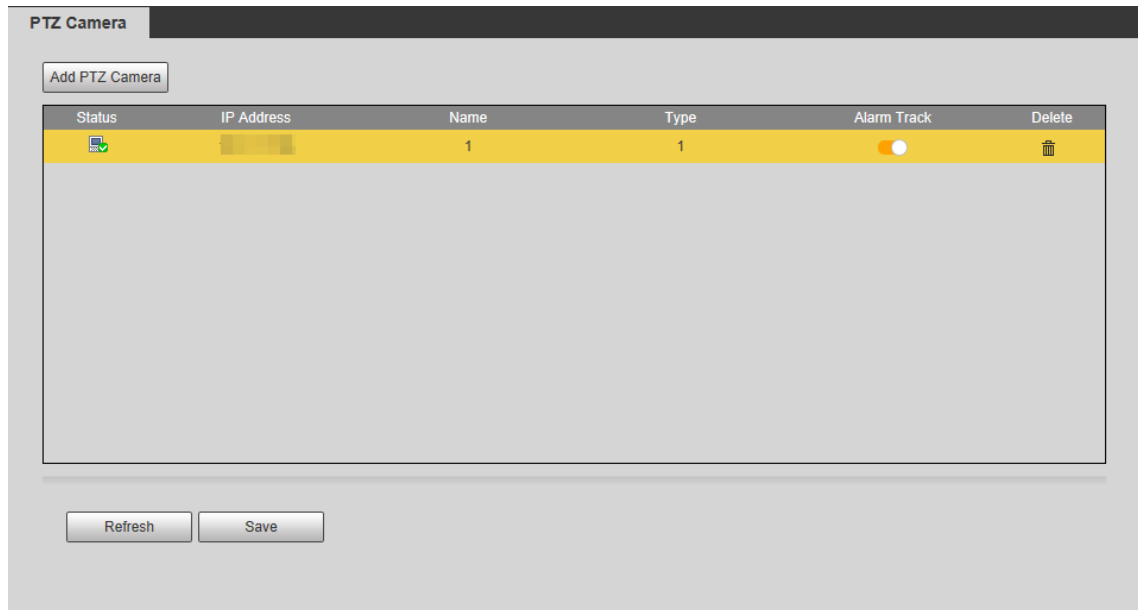 PTZ Camera
Add PTZ Camera
Status IP Address Name Type Alarm Track Delete
1 1
Refresh Save